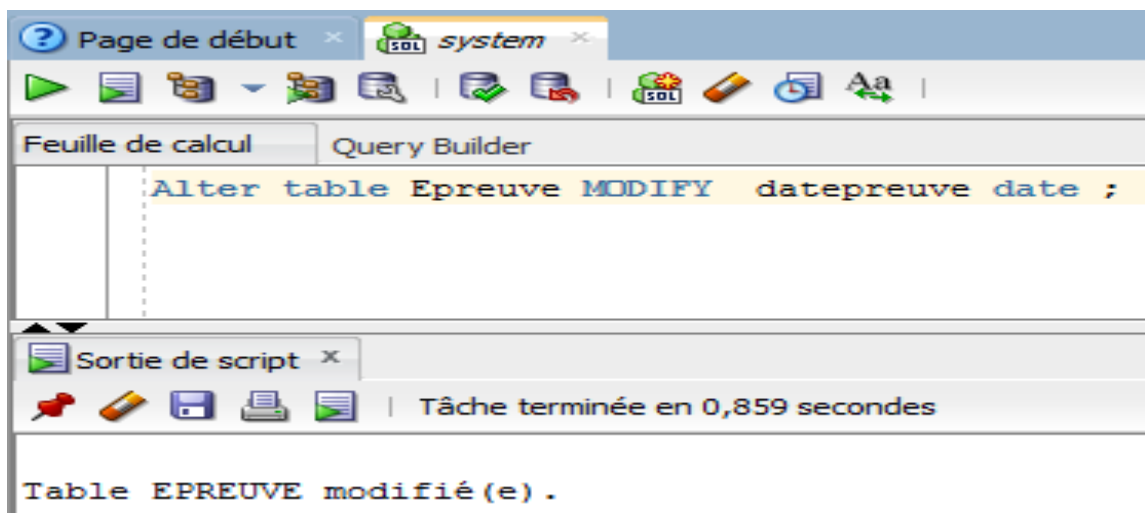 Page de début system
SQL
Feuille de calcul Query Builder
Alter table Epreuve MODIFY datepreuve date ;
Sortie de script
Tâche terminée en 0,859 secondes
Table EPREUVE modifié(e).